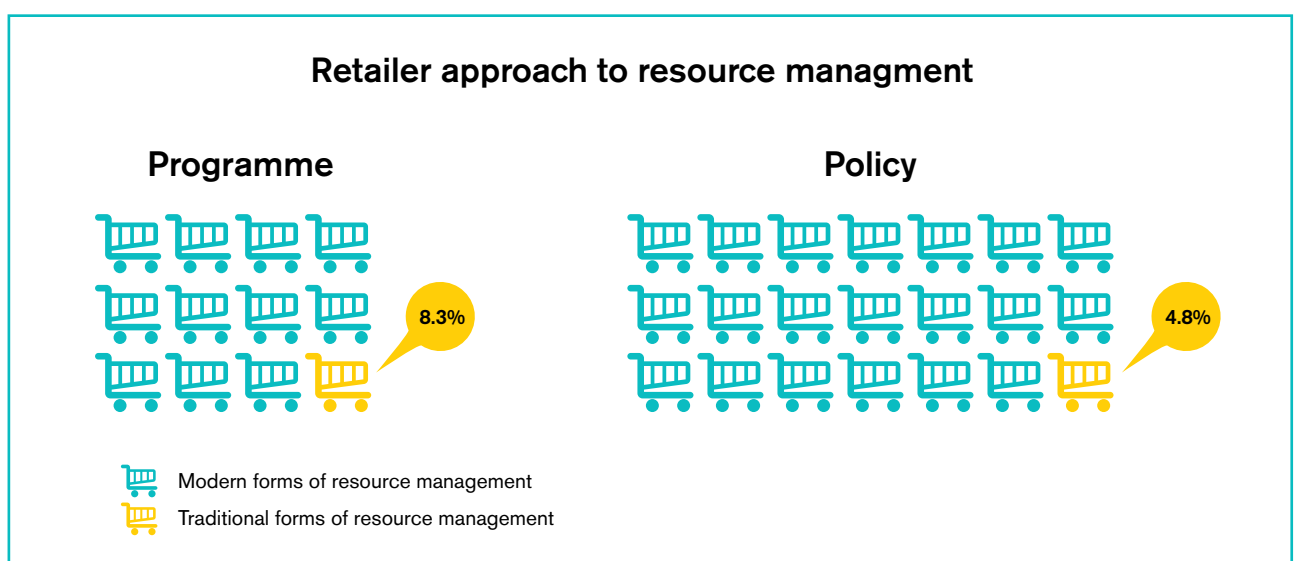 Retailer approach to resource managment
Programme
Policy
8.3%
4.8%
Modern forms of resource management
Traditional forms of resource management